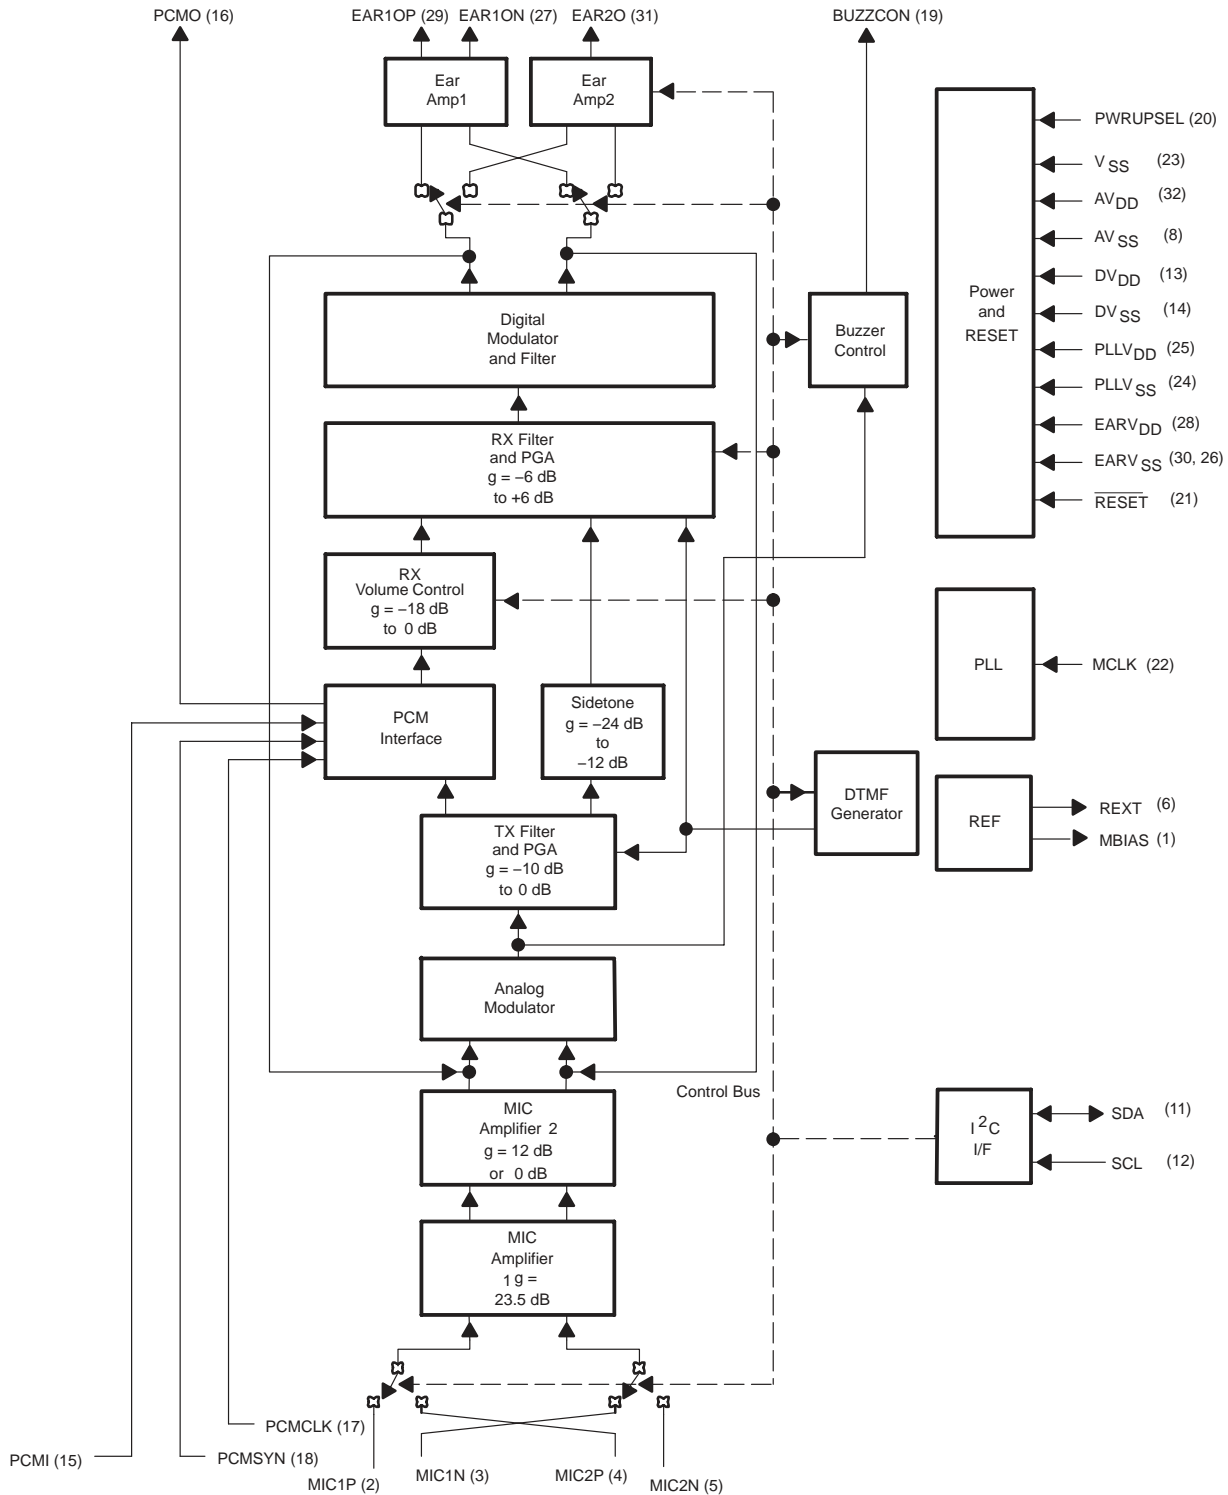 PCMO (16)
EAR1OP (29)
EAR1ON (27)
EAR2O (31)
BUZZCON (19)
Ear
Amp1
Ear
Amp2
Power
and
RESET
PWRUPSEL (20)
VSS (23)
AVDD (32)
AVSS (8)
DVDD (13)
DVSS (14)
PLLVDD (25)
PLLVSS (24)
EARVDD (28)
EARVSS (30, 26)
RESET (21)
Digital
Modulator
and Filter
Buzzer
Control
RX Filter
and PGA
g = –6 dB
to +6 dB
RX
Volume Control
g = –18 dB
to 0 dB
PLL
MCLK (22)
PCM
Interface
Sidetone
g = –24 dB
to
–12 dB
DTMF
Generator
REF
REXT (6)
MBIAS (1)
TX Filter
and PGA
g = –10 dB
to 0 dB
Analog
Modulator
Control Bus
MIC
Amplifier 2
g = 12 dB
or 0 dB
I2C
I/F
SDA (11)
SCL (12)
MIC
Amplifier
1 g =
23.5 dB
PCMCLK (17)
PCMI (15)
PCMSYN (18)
MIC1P (2)
MIC1N (3)
MIC2P (4)
MIC2N (5)